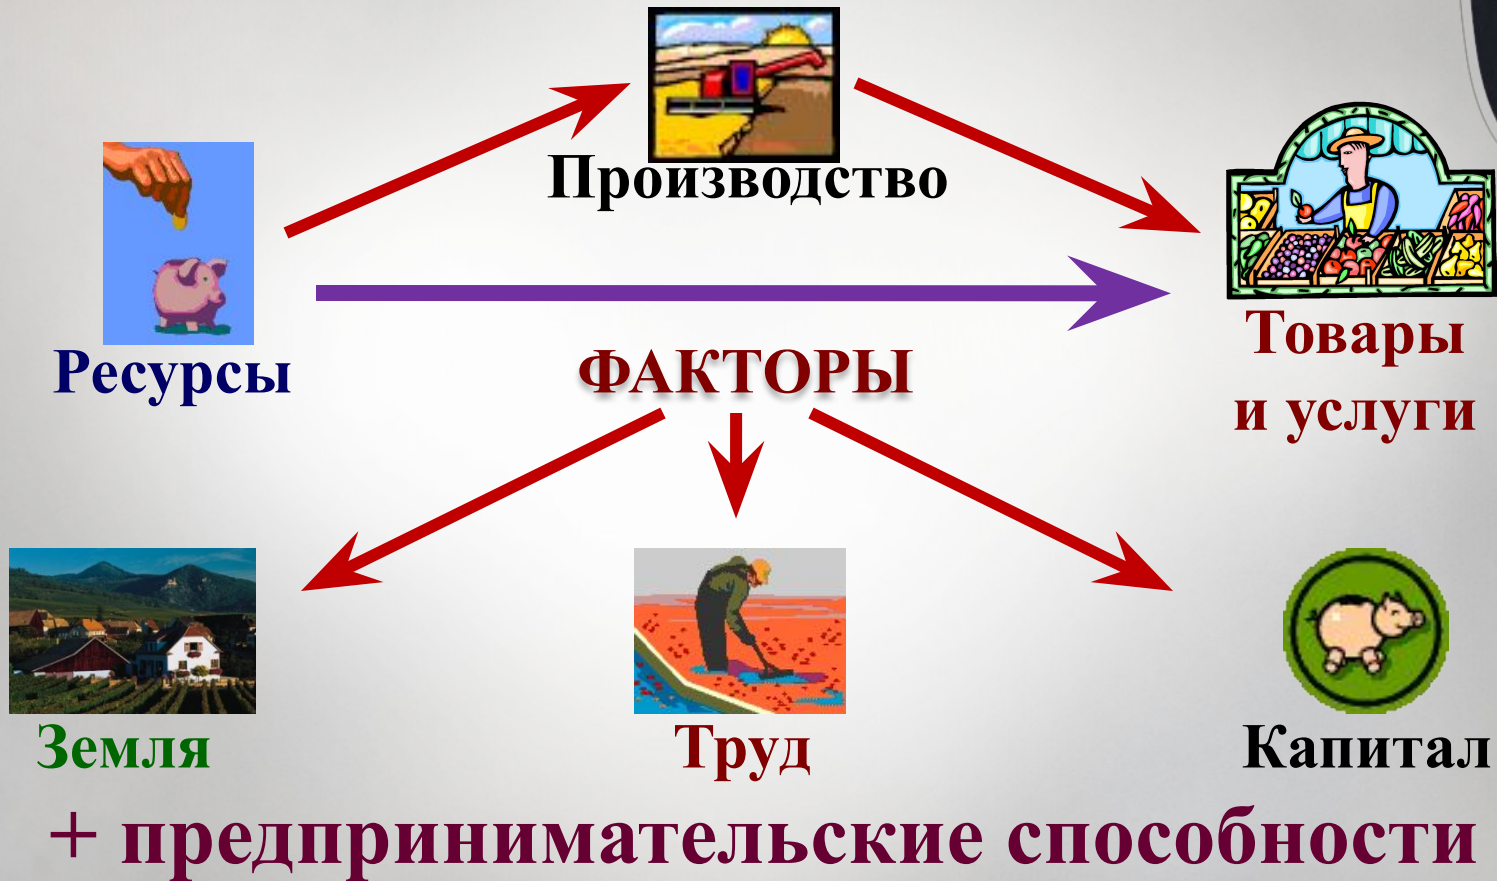 Производство
Ресурсы
ФАКТОРЫ
Товары
и услуги
Земля
Труд
Капитал
+ предпринимательские способности